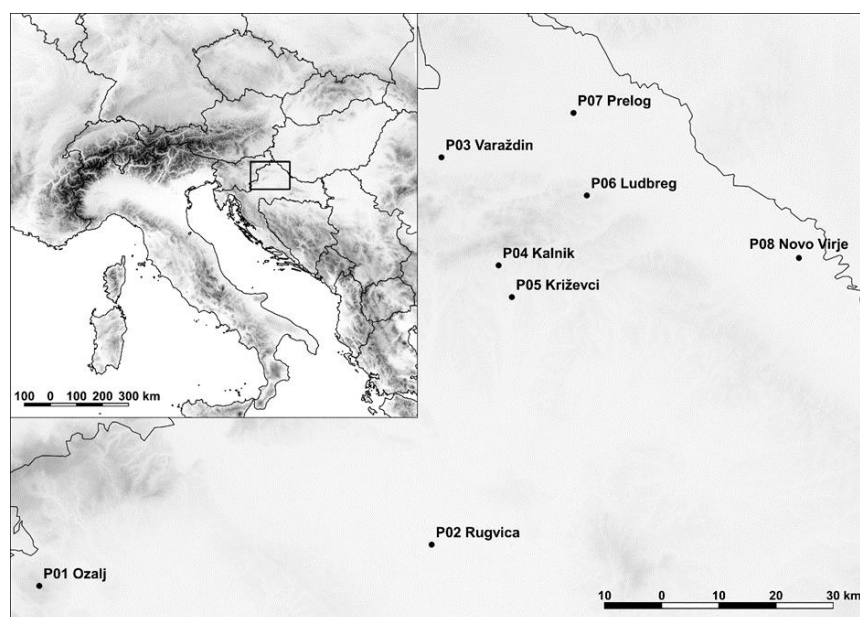 P07 Prelog
P03 Varaždin
P06 Ludbreg
P08 Novo Virje
P04 Kalnik
P05 Križevci
100 0 100 200 300 km
P02 Rugvica
P01 Ozalj
10 0 10 20 30 km